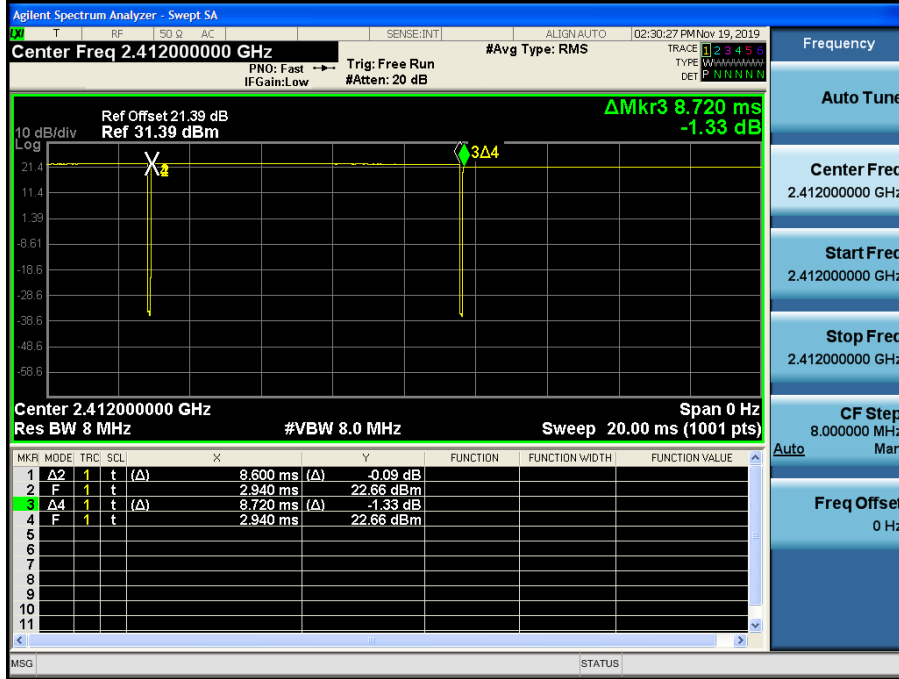 Agilent Spectrum Analyzer - Swept SA
LXI T RF 50 Ω AC SENSE:INT ALIGN AUTO 02:30:27 PM Nov 19, 2019
Center Freq 2.412000000 GHz
#Avg Type: RMS
TRACE 1 2 3 4 5 6
TYPE WWWWWW
DET P N N N N N
PNO: Fast
IFGain:Low
Trig: Free Run
#Atten: 20 dB
Frequency
ΔMkr3 8.720 ms
-1.33 dB
Ref Offset 21.39 dB
10 dB/div Ref 31.39 dBm
Log
3Δ4
21.4
11.4
1.39
-8.61
-18.6
-28.6
-38.6
-48.6
-58.6
Center 2.412000000 GHz Span 0 Hz
Res BW 8 MHz #VBW 8.0 MHz Sweep 20.00 ms (1001 pts)
MKR MODE TRC SCL X Y FUNCTION FUNCTION WIDTH FUNCTION VALUE
1 Δ2 1 t (Δ) 8.600 ms (Δ) -0.09 dB
2 F 1 t 2.940 ms 22.66 dBm
3 Δ4 1 t (Δ) 8.720 ms (Δ) -1.33 dB
4 F 1 t 2.940 ms 22.66 dBm
5
6
7
8
9
10
11
Auto Tune
Center Freq
2.412000000 GHz
Start Freq
2.412000000 GHz
Stop Freq
2.412000000 GHz
CF Step
8.000000 MHz
Auto Man
Freq Offset
0 Hz
MSG STATUS